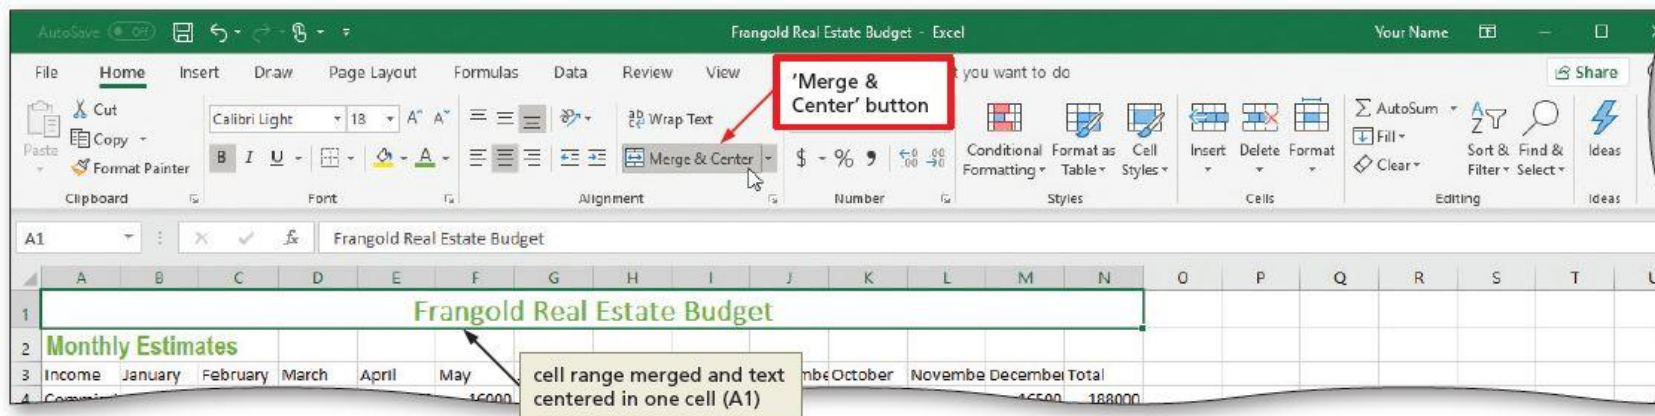 AutoSave Off Frangold Real Estate Budget - Excel Your Name
File Home Insert Draw Page Layout Formulas Data Review View you want to do Share
'Merge &
Center' button
Cut
Copy
Paste
Format Painter
Clipboard
Calibri Light 18 A A
B I U A
Font
Wrap Text
Merge & Center
Alignment
$ % ,
Number
Conditional
Formatting
Format as
Table
Cell
Styles
Styles
Insert Delete Format
Cells
AutoSum
Fill
Clear
Sort &
Filter
Find &
Select
Editing
Ideas
Ideas
A1 fx Frangold Real Estate Budget
A B C D E F G H I J K L M N O P Q R S T U
1 Frangold Real Estate Budget
2 Monthly Estimates
3 Income January February March April May October Novembe December Total
16000 188000
cell range merged and text
centered in one cell (A1)